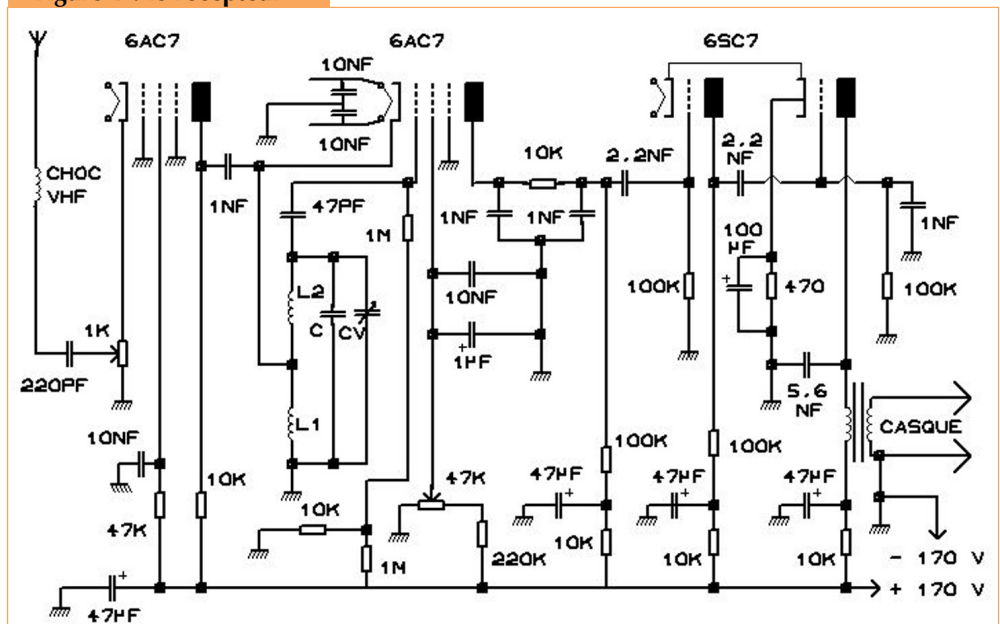 6AC7
6AC7
6SC7
10NF
10NF
CHOC
VHF
1NF
47PF
1M
10K
2.2NF
2.2
NF
1NF
1NF
1NF
10NF
1µF
100K
100
µF
470
100K
L2
C
CV
L1
1K
220PF
5.6
NF
CASQUE
10NF
47K
10K
10K
1M
47K
220K
100K
100K
47µF
47µF
47µF
10K
10K
10K
- 170 V
+ 170 V
47µF